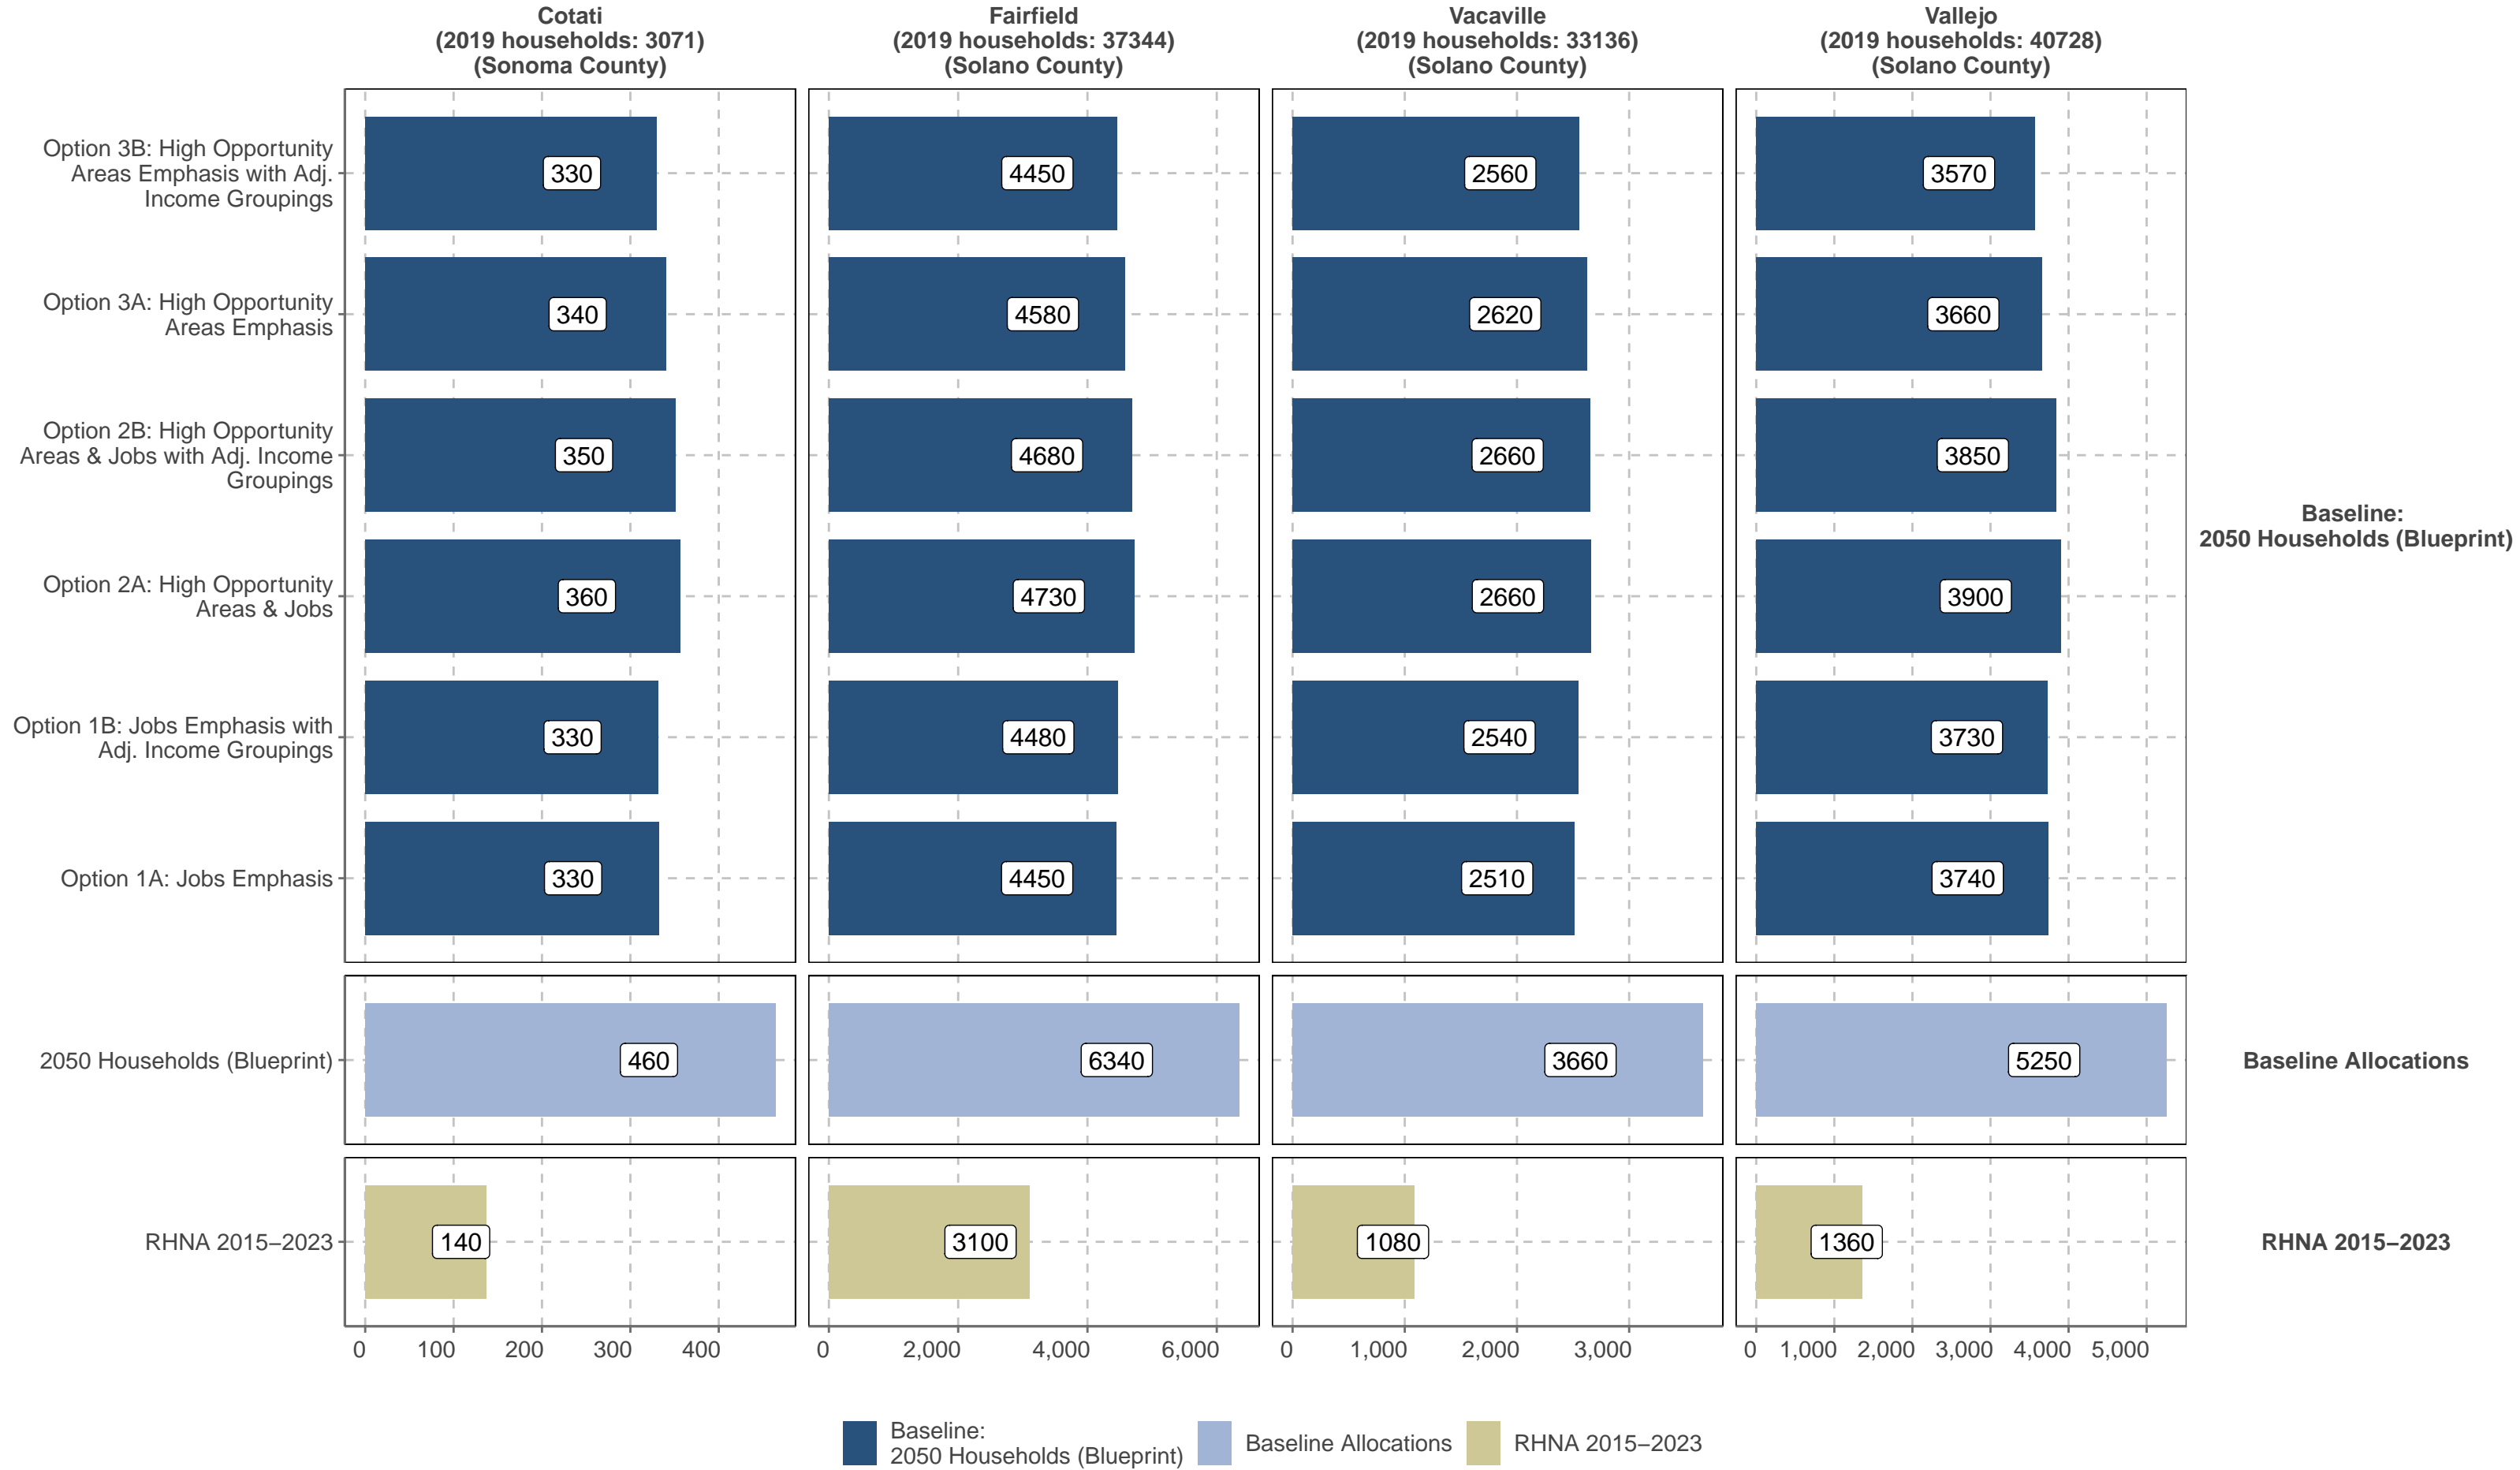 Cotati
(2019 households: 3071)
(Sonoma County)
Fairfield
(2019 households: 37344)
(Solano County)
Vacaville
(2019 households: 33136)
(Solano County)
Vallejo
(2019 households: 40728)
(Solano County)
Option 3B: High Opportunity
Areas Emphasis with Adj.
Income Groupings
330
4450
2560
3570
Option 3A: High Opportunity
Areas Emphasis
340
4580
2620
3660
Option 2B: High Opportunity
Areas & Jobs with Adj. Income
Groupings
350
4680
2660
3850
Baseline:
2050 Households (Blueprint)
Option 2A: High Opportunity
Areas & Jobs
360
4730
2660
3900
Option 1B: Jobs Emphasis with
Adj. Income Groupings
330
4480
2540
3730
Option 1A: Jobs Emphasis
330
4450
2510
3740
2050 Households (Blueprint)
460
6340
3660
5250
Baseline Allocations
RHNA 2015−2023
140
3100
1080
1360
RHNA 2015−2023
0 100 200 300 400
0 2,000 4,000 6,000
0 1,000 2,000 3,000
0 1,000 2,000 3,000 4,000 5,000
Baseline:
2050 Households (Blueprint)
Baseline Allocations
RHNA 2015−2023